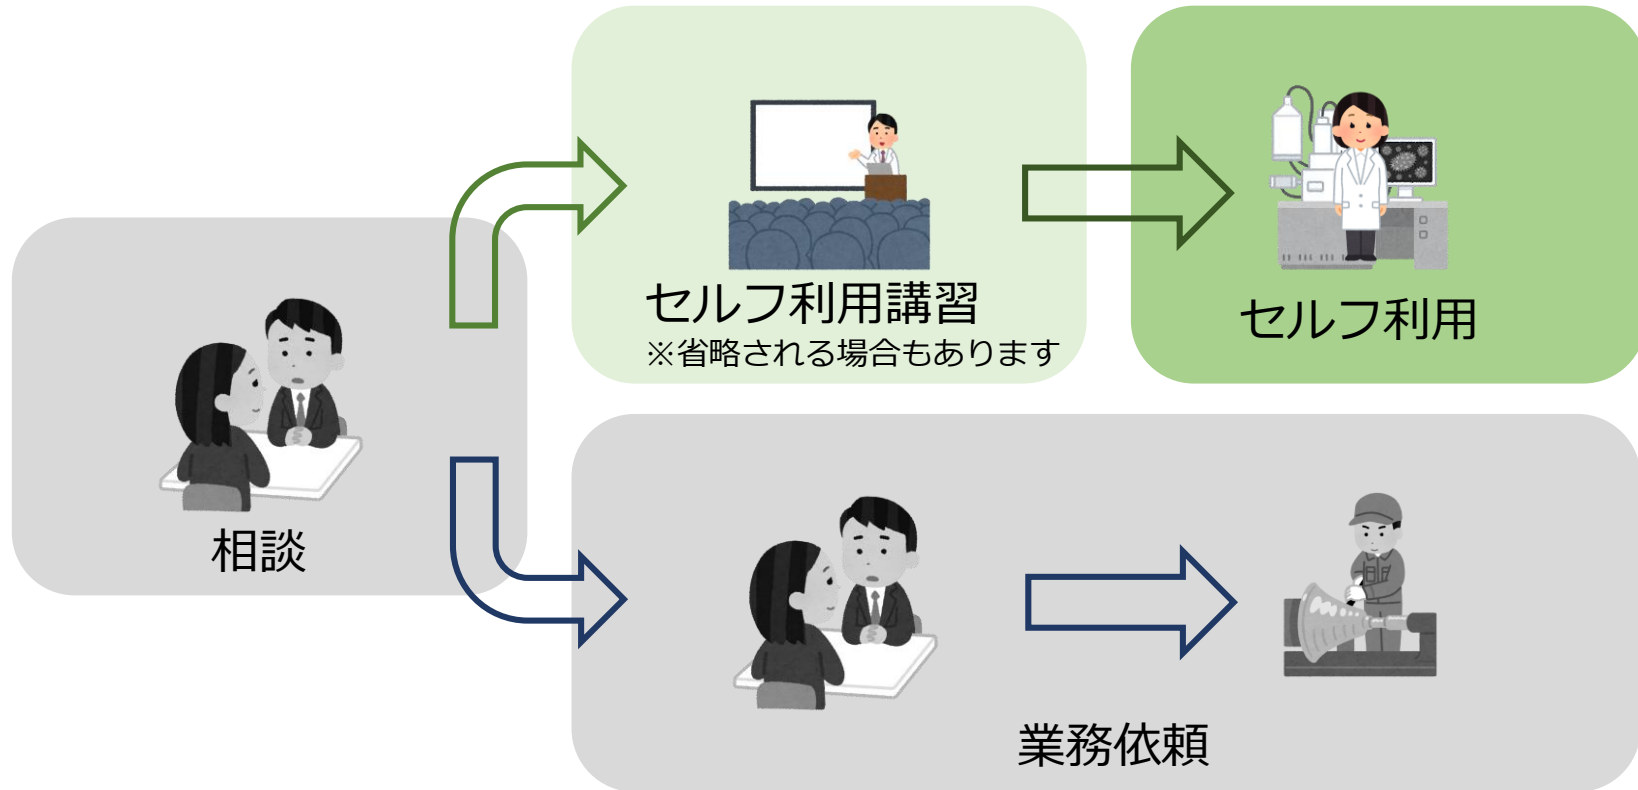 セルフ利用講習
※省略される場合もあります
セルフ利用
相談
業務依頼